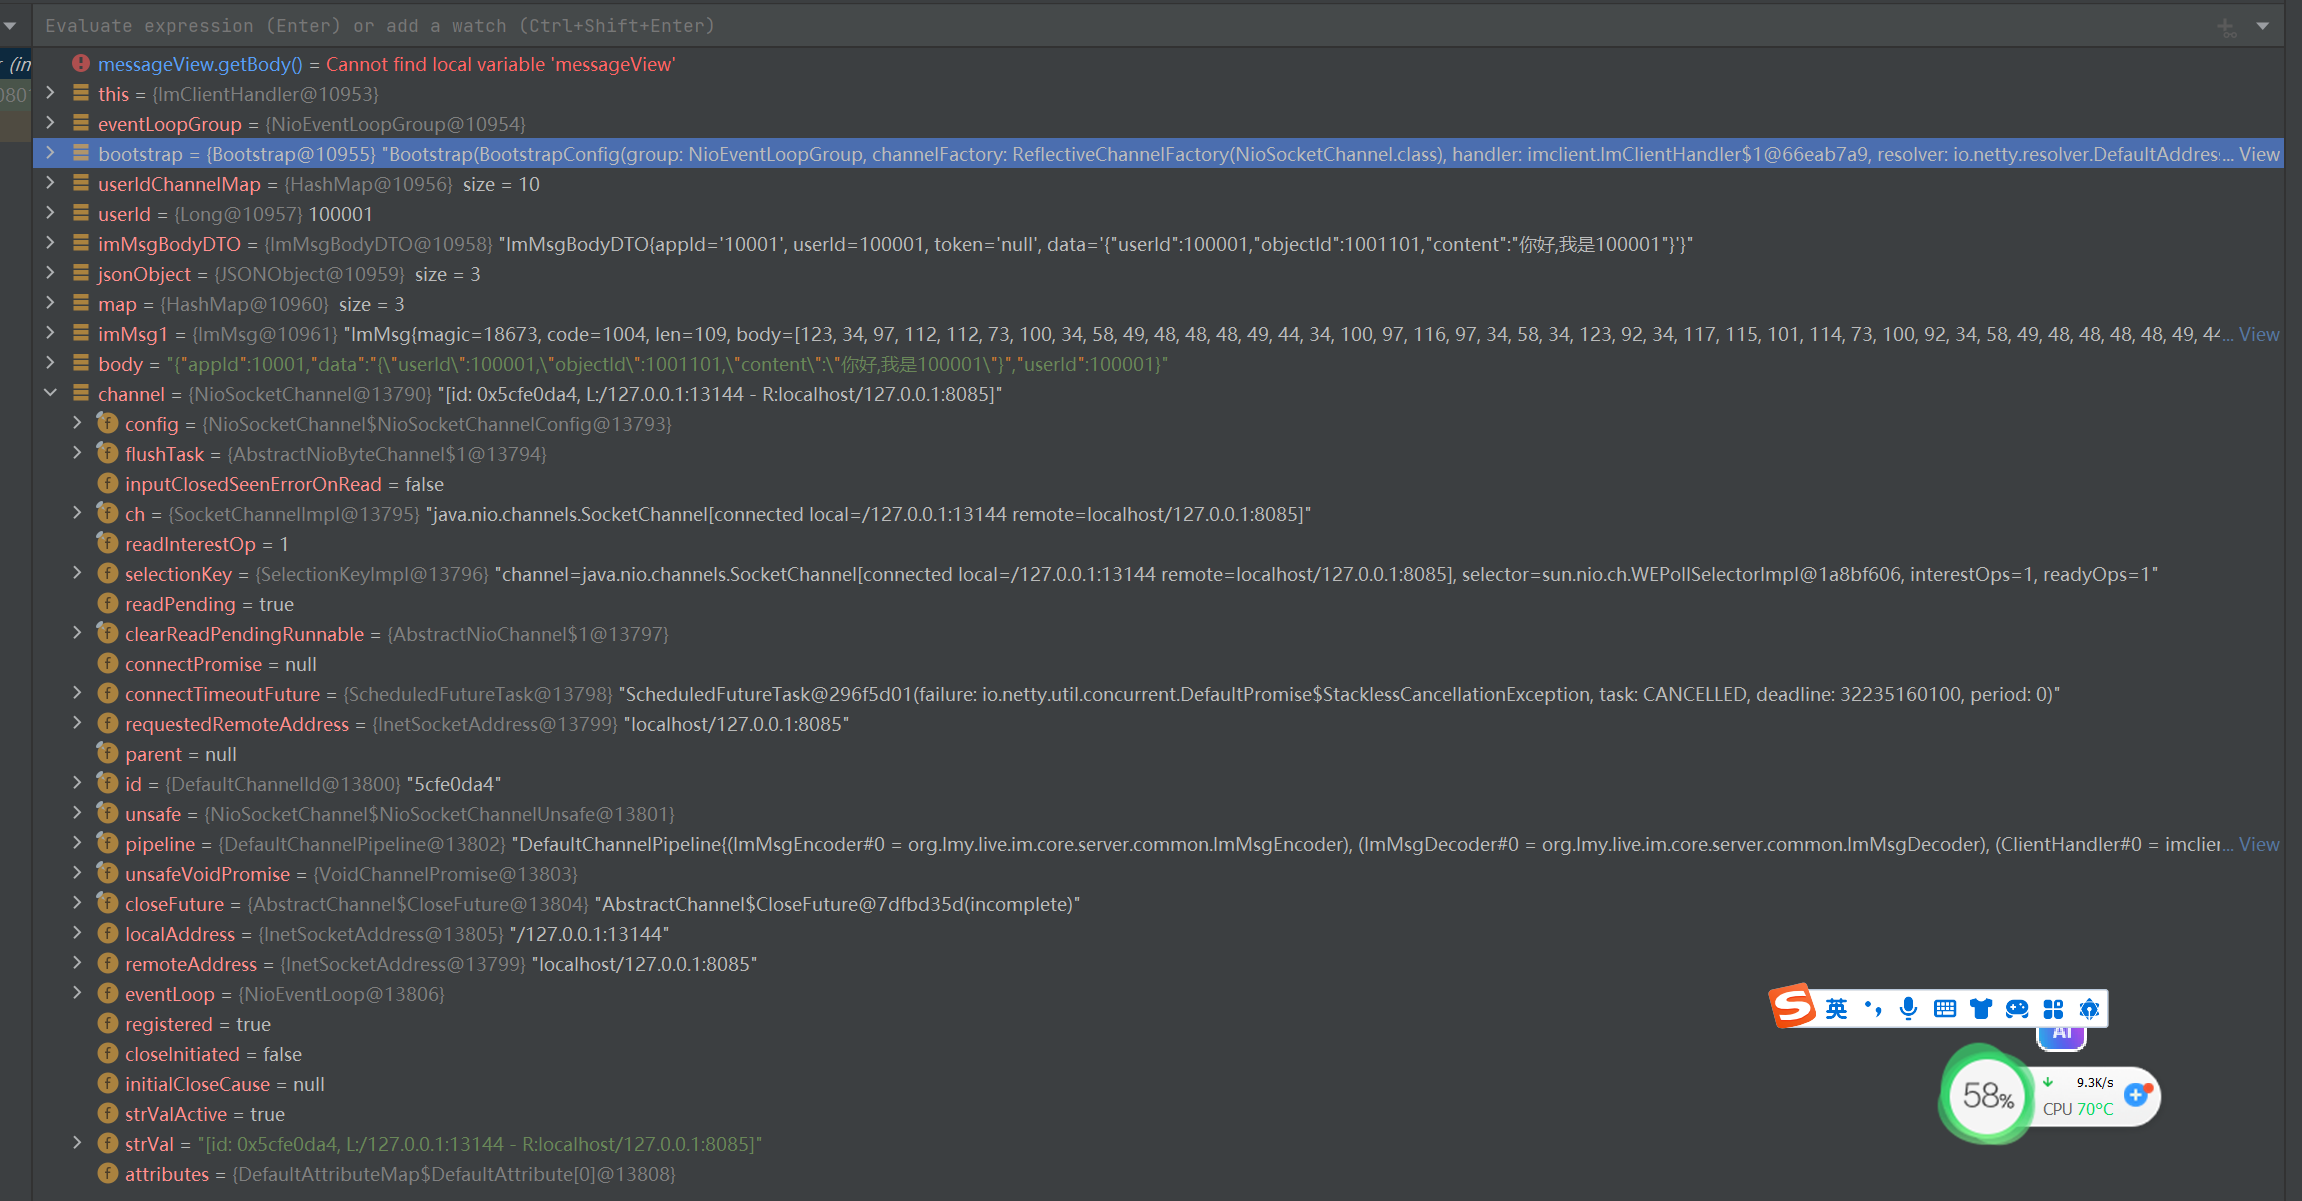 Evaluate expression (Enter) or add a watch (Ctrl+Shift+Enter)
r (in
0801
messageView.getBody() = Cannot find local variable 'messageView'
this = {ImClientHandler@10953}
eventLoopGroup = {NioEventLoopGroup@10954}
bootstrap = {Bootstrap@10955} "Bootstrap(BootstrapConfig(group: NioEventLoopGroup, channelFactory: ReflectiveChannelFactory(NioSocketChannel.class), handler: imclient.ImClientHandler$1@66eab7a9, resolver: io.netty.resolver.DefaultAddres... View
userIdChannelMap = {HashMap@10956} size = 10
userId = {Long@10957} 100001
imMsgBodyDTO = {ImMsgBodyDTO@10958} "ImMsgBodyDTO{appId='10001', userId=100001, token='null', data='{"userId":100001,"objectId":1001101,"content":"你好,我是100001"}'}"
jsonObject = {JSONObject@10959} size = 3
map = {HashMap@10960} size = 3
imMsg1 = {ImMsg@10961} "ImMsg{magic=18673, code=1004, len=109, body=[123, 34, 97, 112, 112, 73, 100, 34, 58, 49, 48, 48, 48, 49, 44, 34, 100, 97, 116, 97, 34, 58, 34, 123, 92, 34, 117, 115, 101, 114, 73, 100, 92, 34, 58, 49, 48, 48, 48, 48, 49, 44... View
body = "{"appId":10001,"data":"{\"userId\":100001,\"objectId\":1001101,\"content\":\"你好,我是100001\"}","userId":100001}"
channel = {NioSocketChannel@13790} "[id: 0x5cfe0da4, L:/127.0.0.1:13144 - R:localhost/127.0.0.1:8085]"
config = {NioSocketChannel$NioSocketChannelConfig@13793}
flushTask = {AbstractNioByteChannel$1@13794}
inputClosedSeenErrorOnRead = false
ch = {SocketChannelImpl@13795} "java.nio.channels.SocketChannel[connected local=/127.0.0.1:13144 remote=localhost/127.0.0.1:8085]"
readInterestOp = 1
selectionKey = {SelectionKeyImpl@13796} "channel=java.nio.channels.SocketChannel[connected local=/127.0.0.1:13144 remote=localhost/127.0.0.1:8085], selector=sun.nio.ch.WEPollSelectorImpl@1a8bf606, interestOps=1, readyOps=1"
readPending = true
clearReadPendingRunnable = {AbstractNioChannel$1@13797}
connectPromise = null
connectTimeoutFuture = {ScheduledFutureTask@13798} "ScheduledFutureTask@296f5d01(failure: io.netty.util.concurrent.DefaultPromise$StacklessCancellationException, task: CANCELLED, deadline: 32235160100, period: 0)"
requestedRemoteAddress = {InetSocketAddress@13799} "localhost/127.0.0.1:8085"
parent = null
id = {DefaultChannelId@13800} "5cfe0da4"
unsafe = {NioSocketChannel$NioSocketChannelUnsafe@13801}
pipeline = {DefaultChannelPipeline@13802} "DefaultChannelPipeline{(ImMsgEncoder#0 = org.lmy.live.im.core.server.common.ImMsgEncoder), (ImMsgDecoder#0 = org.lmy.live.im.core.server.common.ImMsgDecoder), (ClientHandler#0 = imclier... View
unsafeVoidPromise = {VoidChannelPromise@13803}
closeFuture = {AbstractChannel$CloseFuture@13804} "AbstractChannel$CloseFuture@7dfbd35d(incomplete)"
localAddress = {InetSocketAddress@13805} "/127.0.0.1:13144"
remoteAddress = {InetSocketAddress@13799} "localhost/127.0.0.1:8085"
eventLoop = {NioEventLoop@13806}
registered = true
closeInitiated = false
initialCloseCause = null
strValActive = true
strVal = "[id: 0x5cfe0da4, L:/127.0.0.1:13144 - R:localhost/127.0.0.1:8085]"
attributes = {DefaultAttributeMap$DefaultAttribute[0]@13808}
英
AI
58%
9.3K/s
CPU 70°C